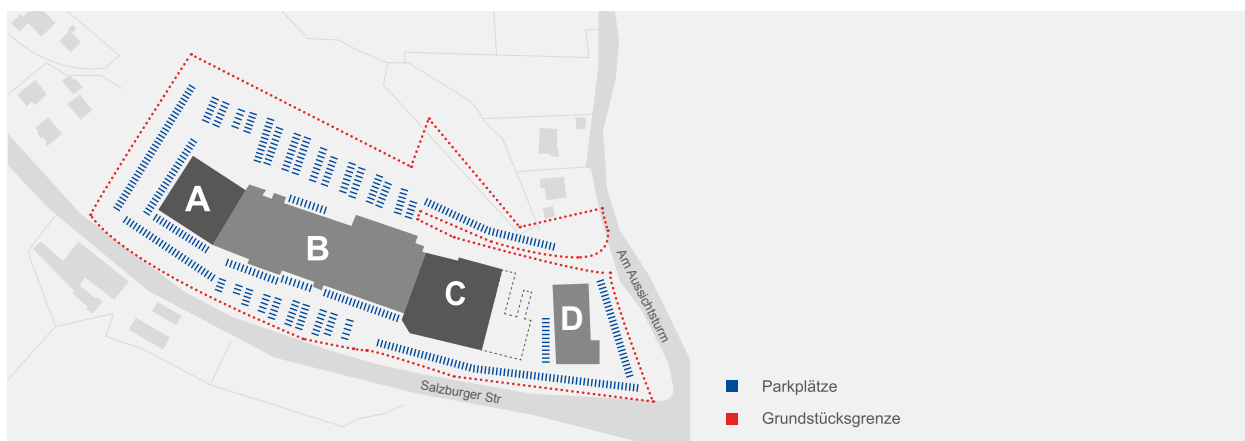 A
B
C
D
Am Aussichtsturm
Salzburger Str
Parkplätze
Grundstücksgrenze